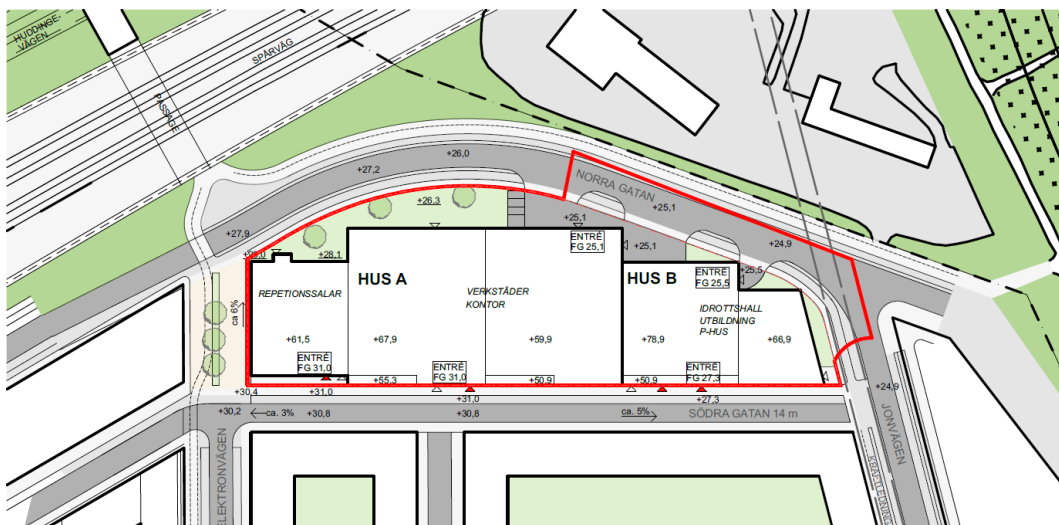 HUDDINGE-
VÄGEN
SPÅRVÄG
PASSAGE
+26,0
+27,2
NORRA GATAN
+25,1
+26,3
+25,1
+27,9
+24,9
ENTRÉ
FG 25,1
+25,1
+28,1
HUS A
HUS B
ENTRÉ
FG 25,5
+25,5
REPETIONSSALAR
VERKSTÄDER
KONTOR
IDROTTSHALL
UTBILDNING
P-HUS
ca 6%
+61,5
+67,9
+59,9
+78,9
+66,9
ENTRÉ
FG 31,0
ENTRÉ
FG 31,0
ENTRÉ
FG 27,3
+55,3
+50,9
+50,9
+30,4
+31,0
+31,0
+27,3
+24,9
+30,2
ca. 3%
+30,8
+30,8
ca. 5%
SÖDRA GATAN 14 m
JONVÄGEN
ELEKTRONVÄGEN
KRAFTLEDNING